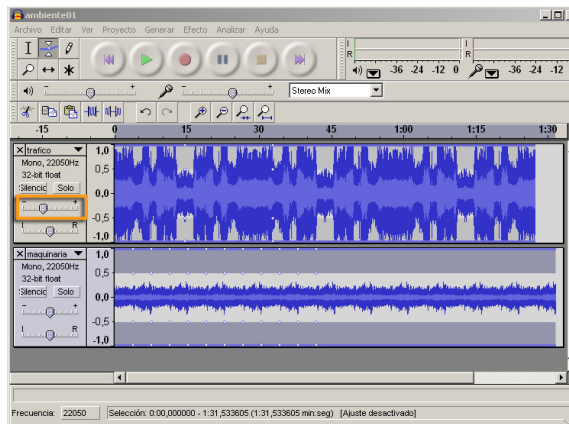 ambiente01
Archivo Editar Ver Proyecto Generar Efecto Analizar Ayuda
I
R
I
R
-36 -24 -12 0
-36 -24 -12
- +
- +
Stereo Mix
-15 0 15 30 45 1:00 1:15 1:30
X trafico
Mono, 22050Hz
32-bit float
Silencic Solo
- +
I R
1,0
0,5
0,0
-0,5
-1,0
X maquinaria
Mono, 22050Hz
32-bit float
Silencic Solo
- +
I R
1,0
0,5
0,0
-0,5
-1,0
Frecuencia: 22050 Selección: 0:00,000000 - 1:31,533605 (1:31,533605 min:seg) [Ajuste desactivado]